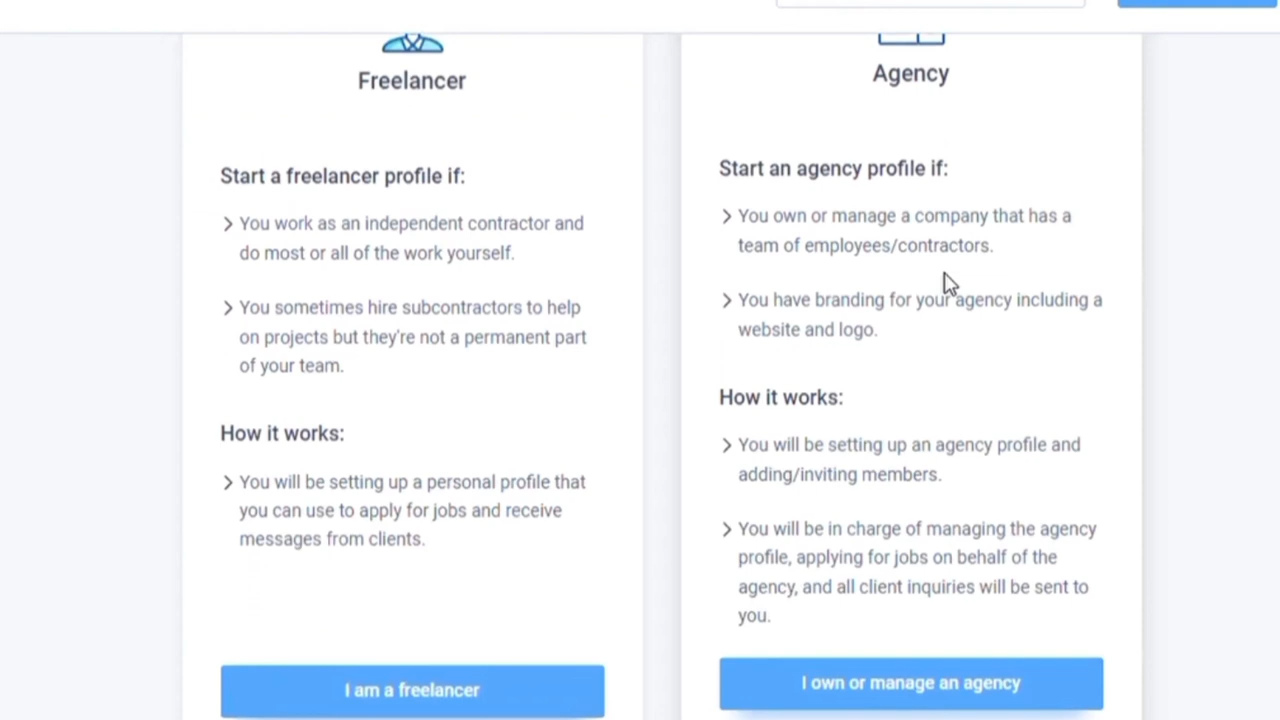 Freelancer
Start a freelancer profile if:
You work as an independent contractor and
do most or all of the work yourself.
You sometimes hire subcontractors to help
on projects but they're not a permanent part
of your team.
How it works:
You will be setting up a personal profile that
you can use to apply for jobs and receive
messages from clients.
I am a freelancer
Agency
Start an agency profile if:
You own or manage a company that has a
team of employees/contractors.
You have branding for your agency including a
website and logo.
How it works:
You will be setting up an agency profile and
adding/inviting members.
You will be in charge of managing the agency
profile, applying for jobs on behalf of the
agency, and all client inquiries will be sent to
you.
I own or manage an agency